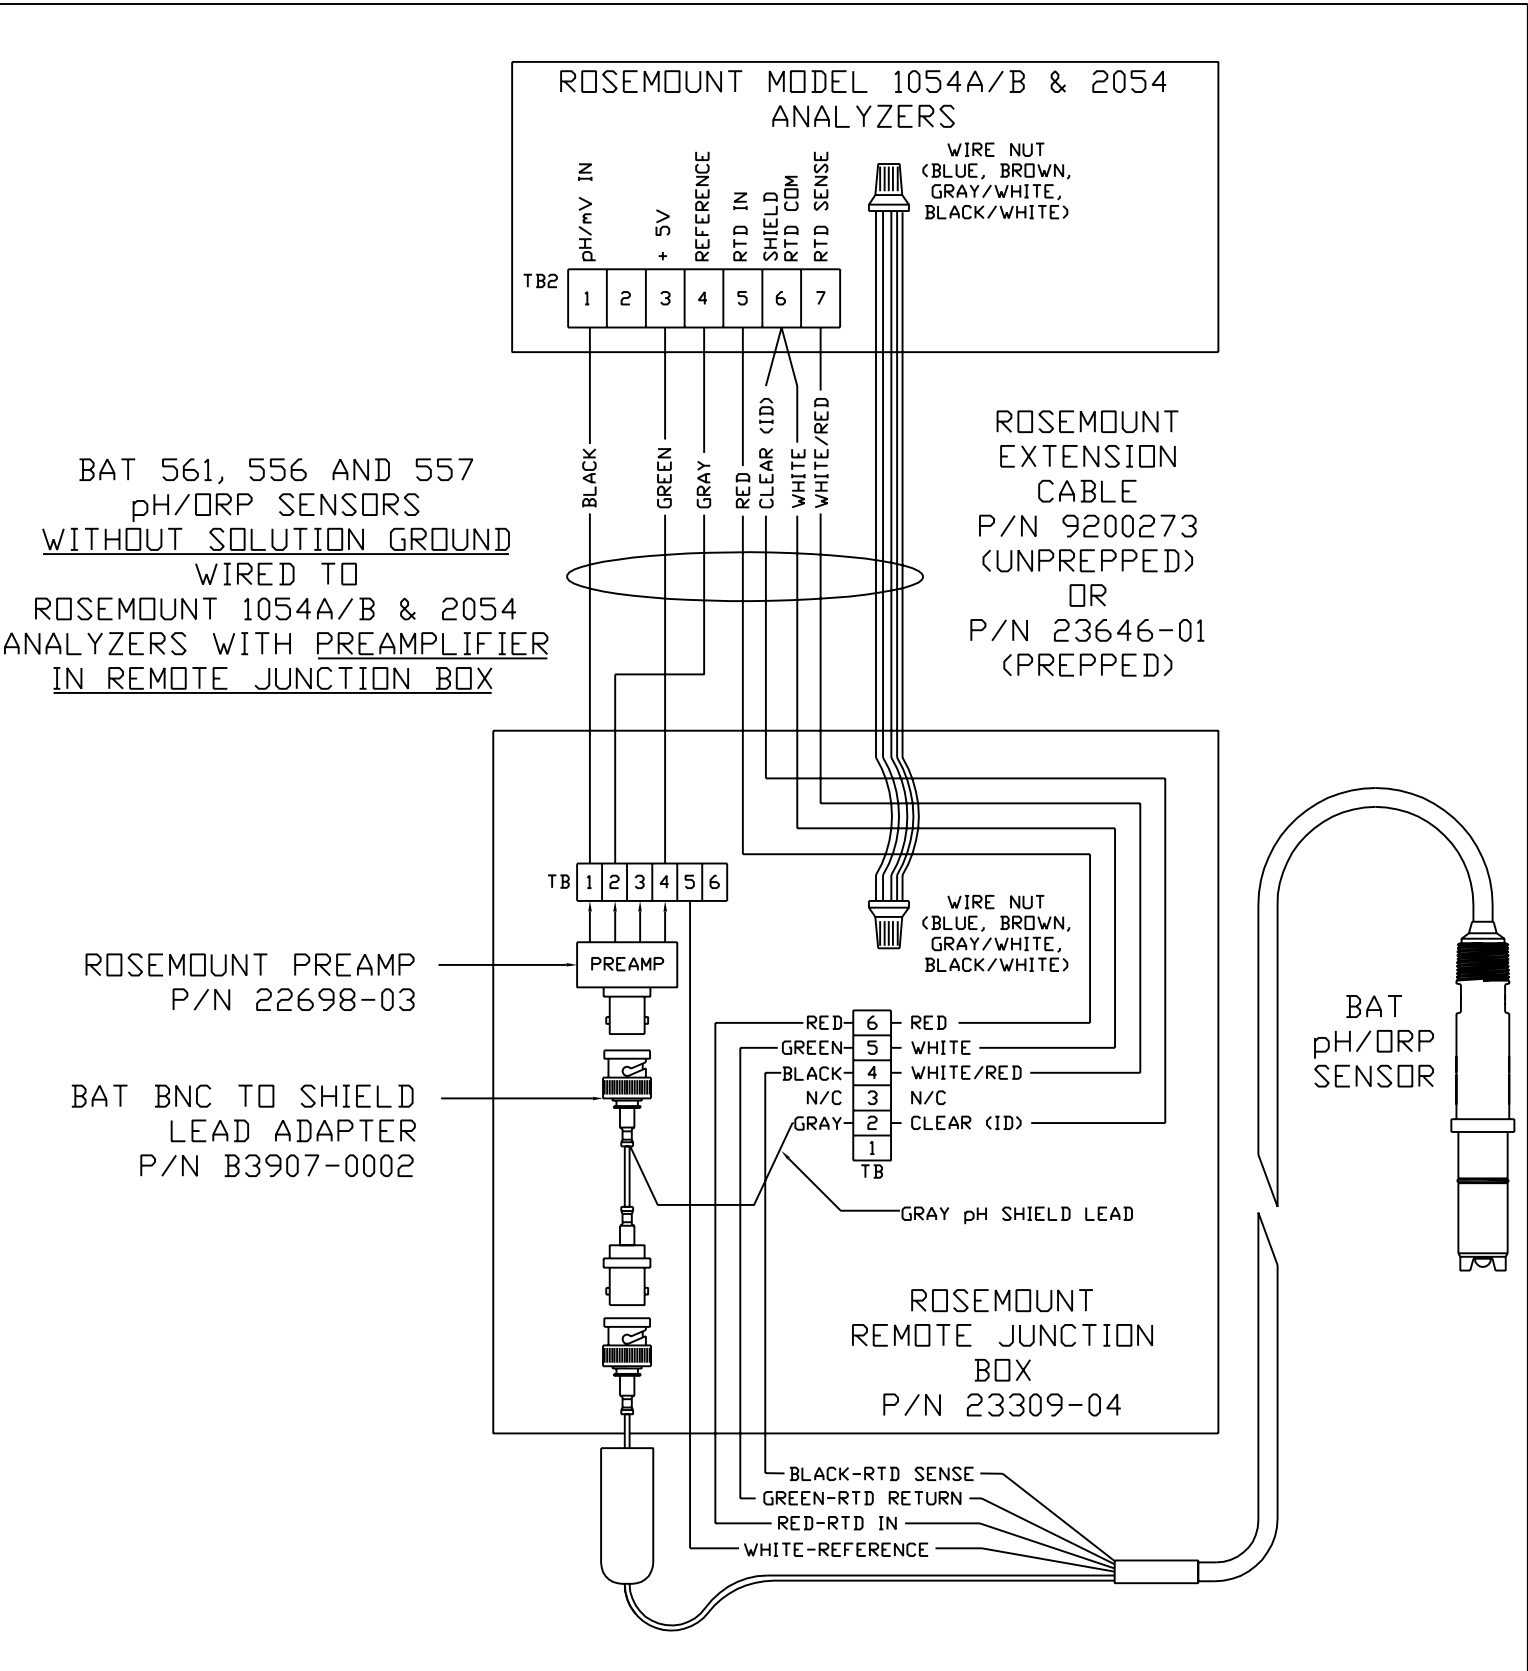 ROSEMOUNT MODEL 1054A/B & 2054
ANALYZERS
WIRE NUT
(BLUE, BROWN,
GRAY/WHITE,
BLACK/WHITE)
pH/mV IN
+ 5V
REFERENCE
RTD IN
SHIELD
RTD COM
RTD SENSE
TB2
1 2 3 4 5 6 7
BLACK
GREEN
GRAY
RED
CLEAR (ID)
WHITE
WHITE/RED
ROSEMOUNT
EXTENSION
CABLE
P/N 9200273
(UNPREPPED)
OR
P/N 23646-01
(PREPPED)
BAT 561, 556 AND 557
pH/ORP SENSORS
WITHOUT SOLUTION GROUND
WIRED TO
ROSEMOUNT 1054A/B & 2054
ANALYZERS WITH PREAMPLIFIER
IN REMOTE JUNCTION BOX
TB 1 2 3 4 5 6
WIRE NUT
(BLUE, BROWN,
GRAY/WHITE,
BLACK/WHITE)
ROSEMOUNT PREAMP
P/N 22698-03
PREAMP
BAT BNC TO SHIELD
LEAD ADAPTER
P/N B3907-0002
RED 6 RED
GREEN 5 WHITE
BLACK 4 WHITE/RED
N/C 3 N/C
GRAY 2 CLEAR (ID)
1
TB
GRAY pH SHIELD LEAD
BAT
pH/ORP
SENSOR
ROSEMOUNT
REMOTE JUNCTION
BOX
P/N 23309-04
BLACK-RTD SENSE
GREEN-RTD RETURN
RED-RTD IN
WHITE-REFERENCE